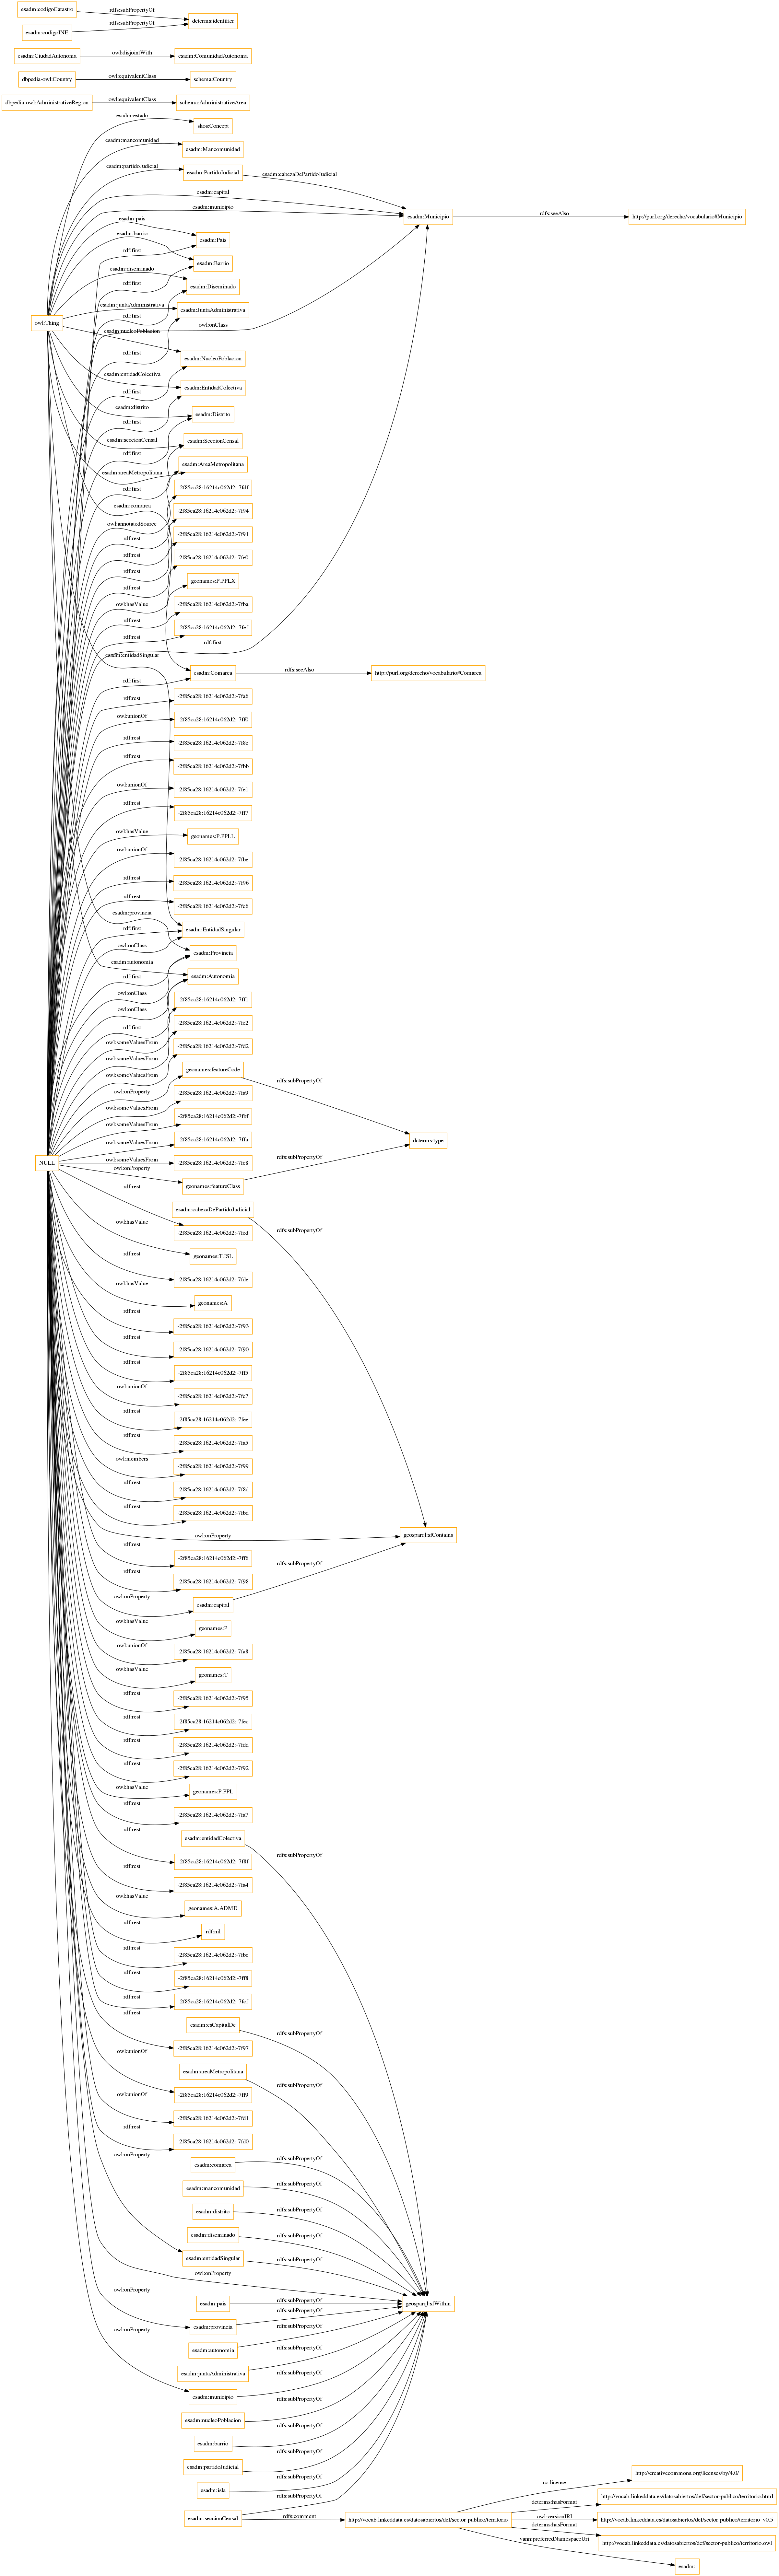 esadm:codigoCatastro
rdfs:subPropertyOf
dcterms:identifier
rdfs:subPropertyOf
esadm:codigoINE
esadm:CiudadAutonoma
owl:disjointWith
esadm:ComunidadAutonoma
dbpedia-owl:Country
owl:equivalentClass
schema:Country
dbpedia-owl:AdministrativeRegion
owl:equivalentClass
schema:AdministrativeArea
esadm:estado
skos:Concept
esadm:mancomunidad
esadm:Mancomunidad
esadm:partidoJudicial
esadm:PartidoJudicial
esadm:cabezaDePartidoJudicial
esadm:capital
esadm:municipio
esadm:Municipio
rdfs:seeAlso
http://purl.org/derecho/vocabulario#Municipio
esadm:pais
esadm:Pais
esadm:barrio
rdf:first
esadm:Barrio
esadm:diseminado
rdf:first
esadm:Diseminado
esadm:juntaAdministrativa
esadm:JuntaAdministrativa
rdf:first
owl:Thing
owl:onClass
esadm:nucleoPoblacion
rdf:first
esadm:NucleoPoblacion
esadm:entidadColectiva
esadm:EntidadColectiva
rdf:first
esadm:distrito
esadm:Distrito
rdf:first
esadm:seccionCensal
esadm:SeccionCensal
rdf:first
esadm:areaMetropolitana
esadm:AreaMetropolitana
rdf:first
-2f85ca28:16214c062d2:-7fdf
esadm:comarca
-2f85ca28:16214c062d2:-7f94
owl:annotatedSource
rdf:rest
-2f85ca28:16214c062d2:-7f91
rdf:rest
-2f85ca28:16214c062d2:-7fe0
rdf:rest
geonames:P.PPLX
rdf:rest
owl:hasValue
-2f85ca28:16214c062d2:-7fba
rdf:rest
-2f85ca28:16214c062d2:-7fef
rdf:rest
rdf:first
esadm:entidadSingular
esadm:Comarca
rdfs:seeAlso
http://purl.org/derecho/vocabulario#Comarca
rdf:first
-2f85ca28:16214c062d2:-7fa6
rdf:rest
-2f85ca28:16214c062d2:-7ff0
owl:unionOf
-2f85ca28:16214c062d2:-7f8e
rdf:rest
-2f85ca28:16214c062d2:-7fbb
rdf:rest
-2f85ca28:16214c062d2:-7fe1
owl:unionOf
-2f85ca28:16214c062d2:-7ff7
rdf:rest
geonames:P.PPLL
owl:hasValue
-2f85ca28:16214c062d2:-7fbe
owl:unionOf
-2f85ca28:16214c062d2:-7f96
rdf:rest
-2f85ca28:16214c062d2:-7fc6
rdf:rest
esadm:provincia
esadm:EntidadSingular
rdf:first
owl:onClass
esadm:Provincia
esadm:autonomia
rdf:first
esadm:Autonomia
owl:onClass
-2f85ca28:16214c062d2:-7ff1
owl:onClass
-2f85ca28:16214c062d2:-7fe2
rdf:first
owl:someValuesFrom
-2f85ca28:16214c062d2:-7fd2
owl:someValuesFrom
geonames:featureCode
rdfs:subPropertyOf
owl:someValuesFrom
owl:onProperty
-2f85ca28:16214c062d2:-7fa9
owl:someValuesFrom
-2f85ca28:16214c062d2:-7fbf
owl:someValuesFrom
-2f85ca28:16214c062d2:-7ffa
dcterms:type
owl:someValuesFrom
NULL
owl:someValuesFrom
-2f85ca28:16214c062d2:-7fc8
owl:onProperty
geonames:featureClass
rdfs:subPropertyOf
rdf:rest
esadm:cabezaDePartidoJudicial
rdfs:subPropertyOf
-2f85ca28:16214c062d2:-7fed
owl:hasValue
geonames:T.ISL
rdf:rest
-2f85ca28:16214c062d2:-7fde
owl:hasValue
geonames:A
rdf:rest
-2f85ca28:16214c062d2:-7f93
rdf:rest
-2f85ca28:16214c062d2:-7f90
rdf:rest
-2f85ca28:16214c062d2:-7ff5
owl:unionOf
-2f85ca28:16214c062d2:-7fc7
rdf:rest
-2f85ca28:16214c062d2:-7fee
rdf:rest
-2f85ca28:16214c062d2:-7fa5
owl:members
-2f85ca28:16214c062d2:-7f99
rdf:rest
-2f85ca28:16214c062d2:-7f8d
rdf:rest
-2f85ca28:16214c062d2:-7fbd
owl:onProperty
geosparql:sfContains
rdf:rest
-2f85ca28:16214c062d2:-7ff6
rdfs:subPropertyOf
rdf:rest
-2f85ca28:16214c062d2:-7f98
owl:onProperty
esadm:capital
owl:hasValue
geonames:P
owl:unionOf
-2f85ca28:16214c062d2:-7fa8
owl:hasValue
geonames:T
rdf:rest
-2f85ca28:16214c062d2:-7f95
rdf:rest
-2f85ca28:16214c062d2:-7fec
rdf:rest
-2f85ca28:16214c062d2:-7fdd
rdf:rest
-2f85ca28:16214c062d2:-7f92
owl:hasValue
geonames:P.PPL
rdf:rest
-2f85ca28:16214c062d2:-7fa7
rdf:rest
esadm:entidadColectiva
rdfs:subPropertyOf
rdf:rest
-2f85ca28:16214c062d2:-7f8f
rdf:rest
-2f85ca28:16214c062d2:-7fa4
owl:hasValue
geonames:A.ADMD
rdf:rest
rdf:nil
rdf:rest
-2f85ca28:16214c062d2:-7fbc
rdf:rest
-2f85ca28:16214c062d2:-7ff8
rdf:rest
-2f85ca28:16214c062d2:-7fcf
rdf:rest
esadm:esCapitalDe
rdfs:subPropertyOf
-2f85ca28:16214c062d2:-7f97
owl:unionOf
esadm:areaMetropolitana
rdfs:subPropertyOf
-2f85ca28:16214c062d2:-7ff9
owl:unionOf
-2f85ca28:16214c062d2:-7fd1
rdf:rest
-2f85ca28:16214c062d2:-7fd0
owl:onProperty
esadm:comarca
rdfs:subPropertyOf
esadm:mancomunidad
rdfs:subPropertyOf
esadm:distrito
rdfs:subPropertyOf
esadm:diseminado
rdfs:subPropertyOf
esadm:entidadSingular
rdfs:subPropertyOf
owl:onProperty
esadm:pais
rdfs:subPropertyOf
geosparql:sfWithin
owl:onProperty
esadm:provincia
rdfs:subPropertyOf
esadm:autonomia
rdfs:subPropertyOf
esadm:juntaAdministrativa
rdfs:subPropertyOf
owl:onProperty
esadm:municipio
rdfs:subPropertyOf
esadm:nucleoPoblacion
rdfs:subPropertyOf
esadm:barrio
rdfs:subPropertyOf
esadm:partidoJudicial
rdfs:subPropertyOf
esadm:isla
rdfs:subPropertyOf
esadm:seccionCensal
rdfs:subPropertyOf
rdfs:comment
http://vocab.linkeddata.es/datosabiertos/def/sector-publico/territorio
cc:license
http://creativecommons.org/licenses/by/4.0/
dcterms:hasFormat
http://vocab.linkeddata.es/datosabiertos/def/sector-publico/territorio.html
owl:versionIRI
http://vocab.linkeddata.es/datosabiertos/def/sector-publico/territorio_v0.5
dcterms:hasFormat
http://vocab.linkeddata.es/datosabiertos/def/sector-publico/territorio.owl
vann:preferredNamespaceUri
esadm: